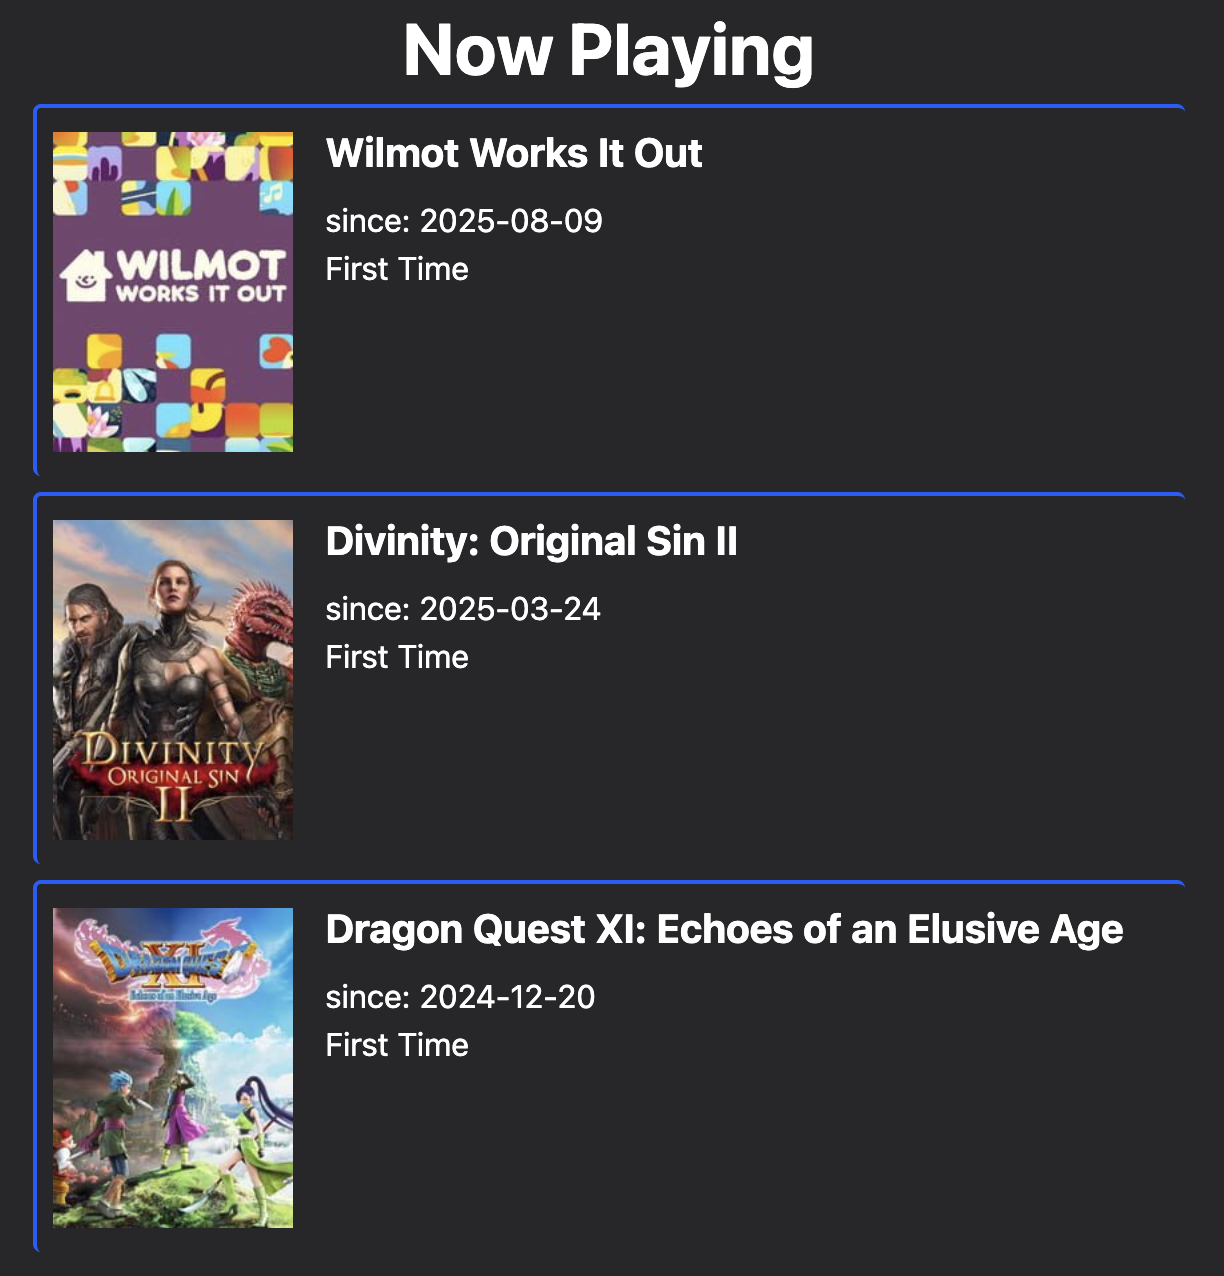 Now Playing
WILMOT
WORKS IT OUT
Wilmot Works It Out
since: 2025-08-09
First Time
DIVINITY
ORIGINAL SIN
II
Divinity: Original Sin II
since: 2025-03-24
First Time
DRAGON QUEST
XI
Echoes of an Elusive Age
Dragon Quest XI: Echoes of an Elusive Age
since: 2024-12-20
First Time